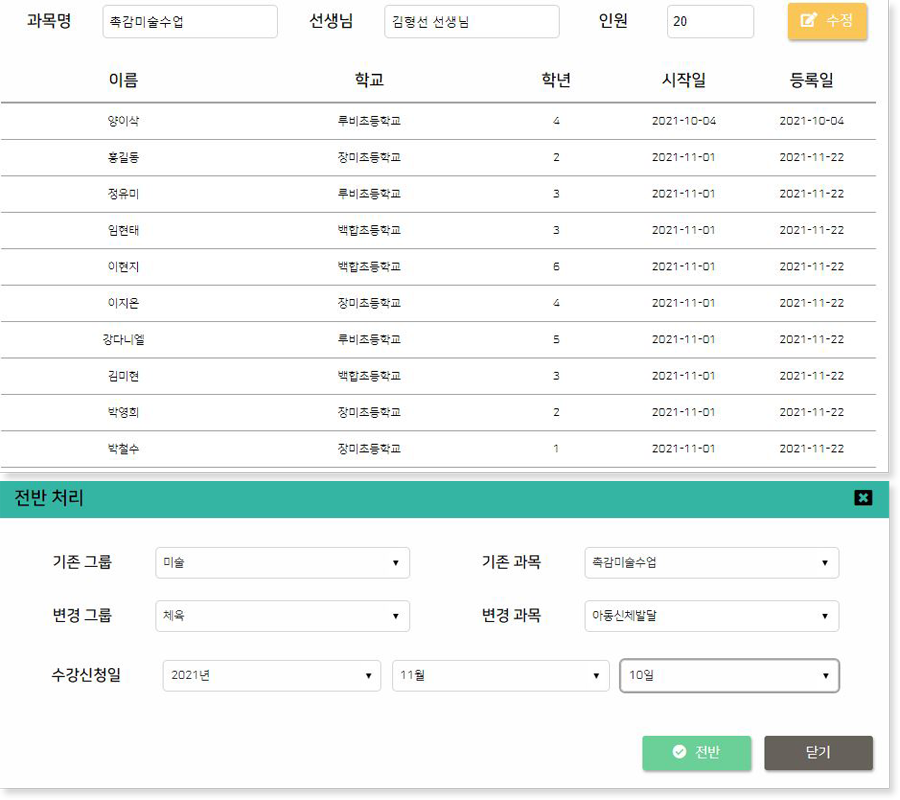 과목명 촉감미술수업 선생님 김형선 선생님 인원 20 수정
이름 학교 학년 시작일 등록일
양이삭 루비초등학교 4 2021-10-04 2021-10-04
홍길동 장미초등학교 2 2021-11-01 2021-11-22
정유미 루비초등학교 3 2021-11-01 2021-11-22
임현태 백합초등학교 3 2021-11-01 2021-11-22
이현지 백합초등학교 6 2021-11-01 2021-11-22
이지온 장미초등학교 4 2021-11-01 2021-11-22
강다니엘 루비초등학교 5 2021-11-01 2021-11-22
김미현 백합초등학교 3 2021-11-01 2021-11-22
박영희 장미초등학교 2 2021-11-01 2021-11-22
박철수 장미초등학교 1 2021-11-01 2021-11-22
전반 처리
기존 그룹 미술 기존 과목 촉감미술수업
변경 그룹 체육 변경 과목 아동신체발달
수강신청일 2021년 11월 10일
전반 닫기